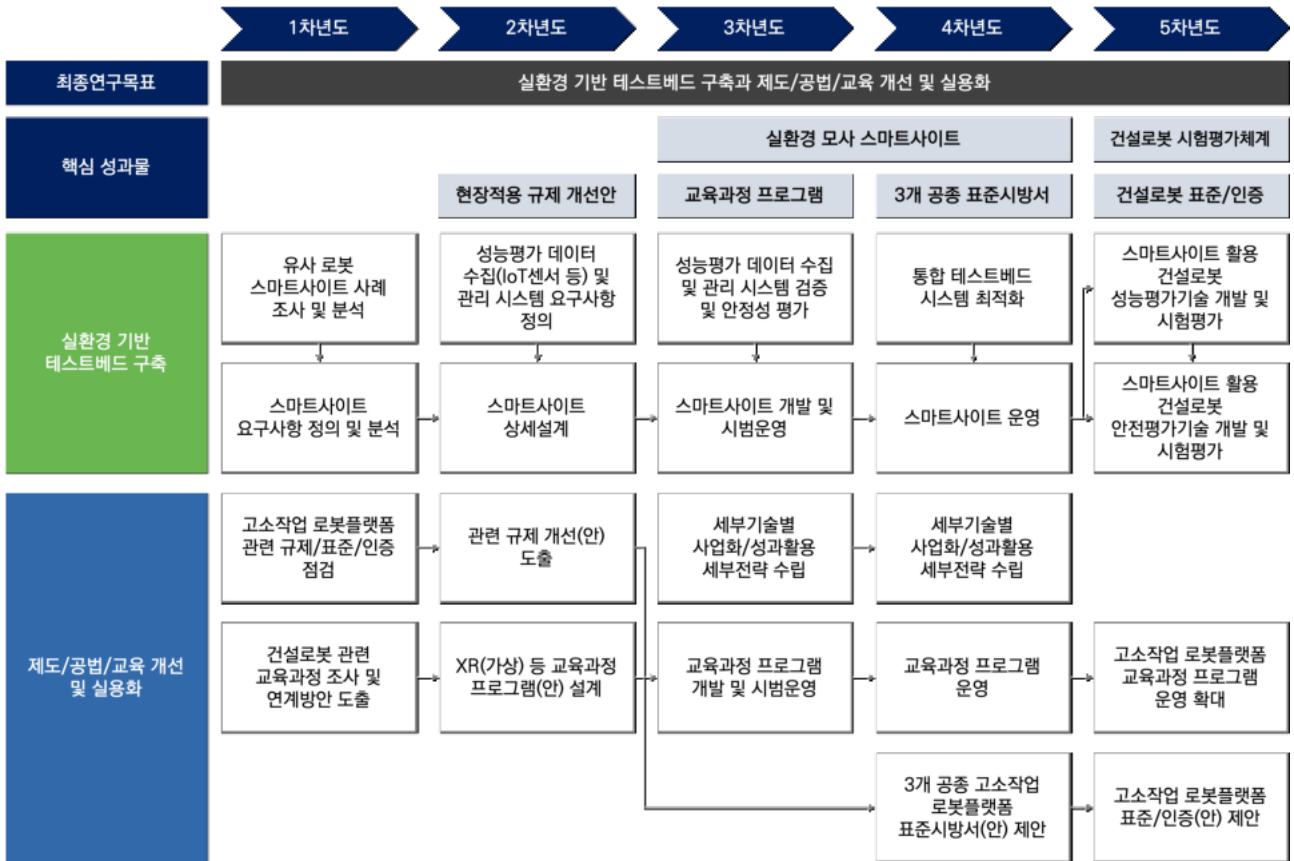 1차년도
2차년도
3차년도
4차년도
5차년도
최종연구목표
실환경 기반 테스트베드 구축과 제도/공법/교육 개선 및 실용화
핵심 성과물
실환경 모사 스마트사이트
건설로봇 시험평가체계
현장적용 규제 개선안
교육과정 프로그램
3개 공종 표준시방서
건설로봇 표준/인증
실환경 기반
테스트베드 구축
유사 로봇
스마트사이트 사례
조사 및 분석
성능평가 데이터
수집(IoT센서 등) 및
관리 시스템 요구사항
정의
성능평가 데이터 수집
및 관리 시스템 검증
및 안정성 평가
통합 테스트베드
시스템 최적화
스마트사이트 활용
건설로봇
성능평가기술 개발 및
시험평가
스마트사이트
요구사항 정의 및 분석
스마트사이트
상세설계
스마트사이트 개발 및
시범운영
스마트사이트 운영
스마트사이트 활용
건설로봇
안전평가기술 개발 및
시험평가
제도/공법/교육 개선
및 실용화
고소작업 로봇플랫폼
관련 규제/표준/인증
점검
관련 규제 개선(안)
도출
세부기술별
사업화/성과활용
세부전략 수립
세부기술별
사업화/성과활용
세부전략 수립
건설로봇 관련
교육과정 조사 및
연계방안 도출
XR(가상) 등 교육과정
프로그램(안) 설계
교육과정 프로그램
개발 및 시범운영
교육과정 프로그램
운영
고소작업 로봇플랫폼
교육과정 프로그램
운영 확대
3개 공종 고소작업
로봇플랫폼
표준시방서(안) 제안
고소작업 로봇플랫폼
표준/인증(안) 제안